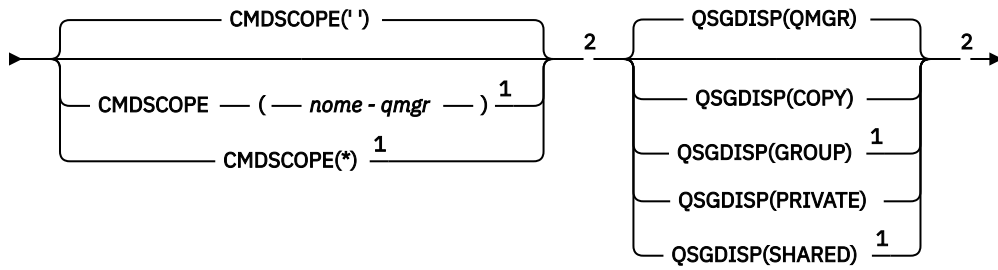 CMDSCOPE(' ')
2
CMDSCOPE ( nome - qmgr ) 1
CMDSCOPE(*) 1
QSGDISP(QMGR)
2
QSGDISP(COPY)
QSGDISP(GROUP) 1
QSGDISP(PRIVATE)
QSGDISP(SHARED) 1